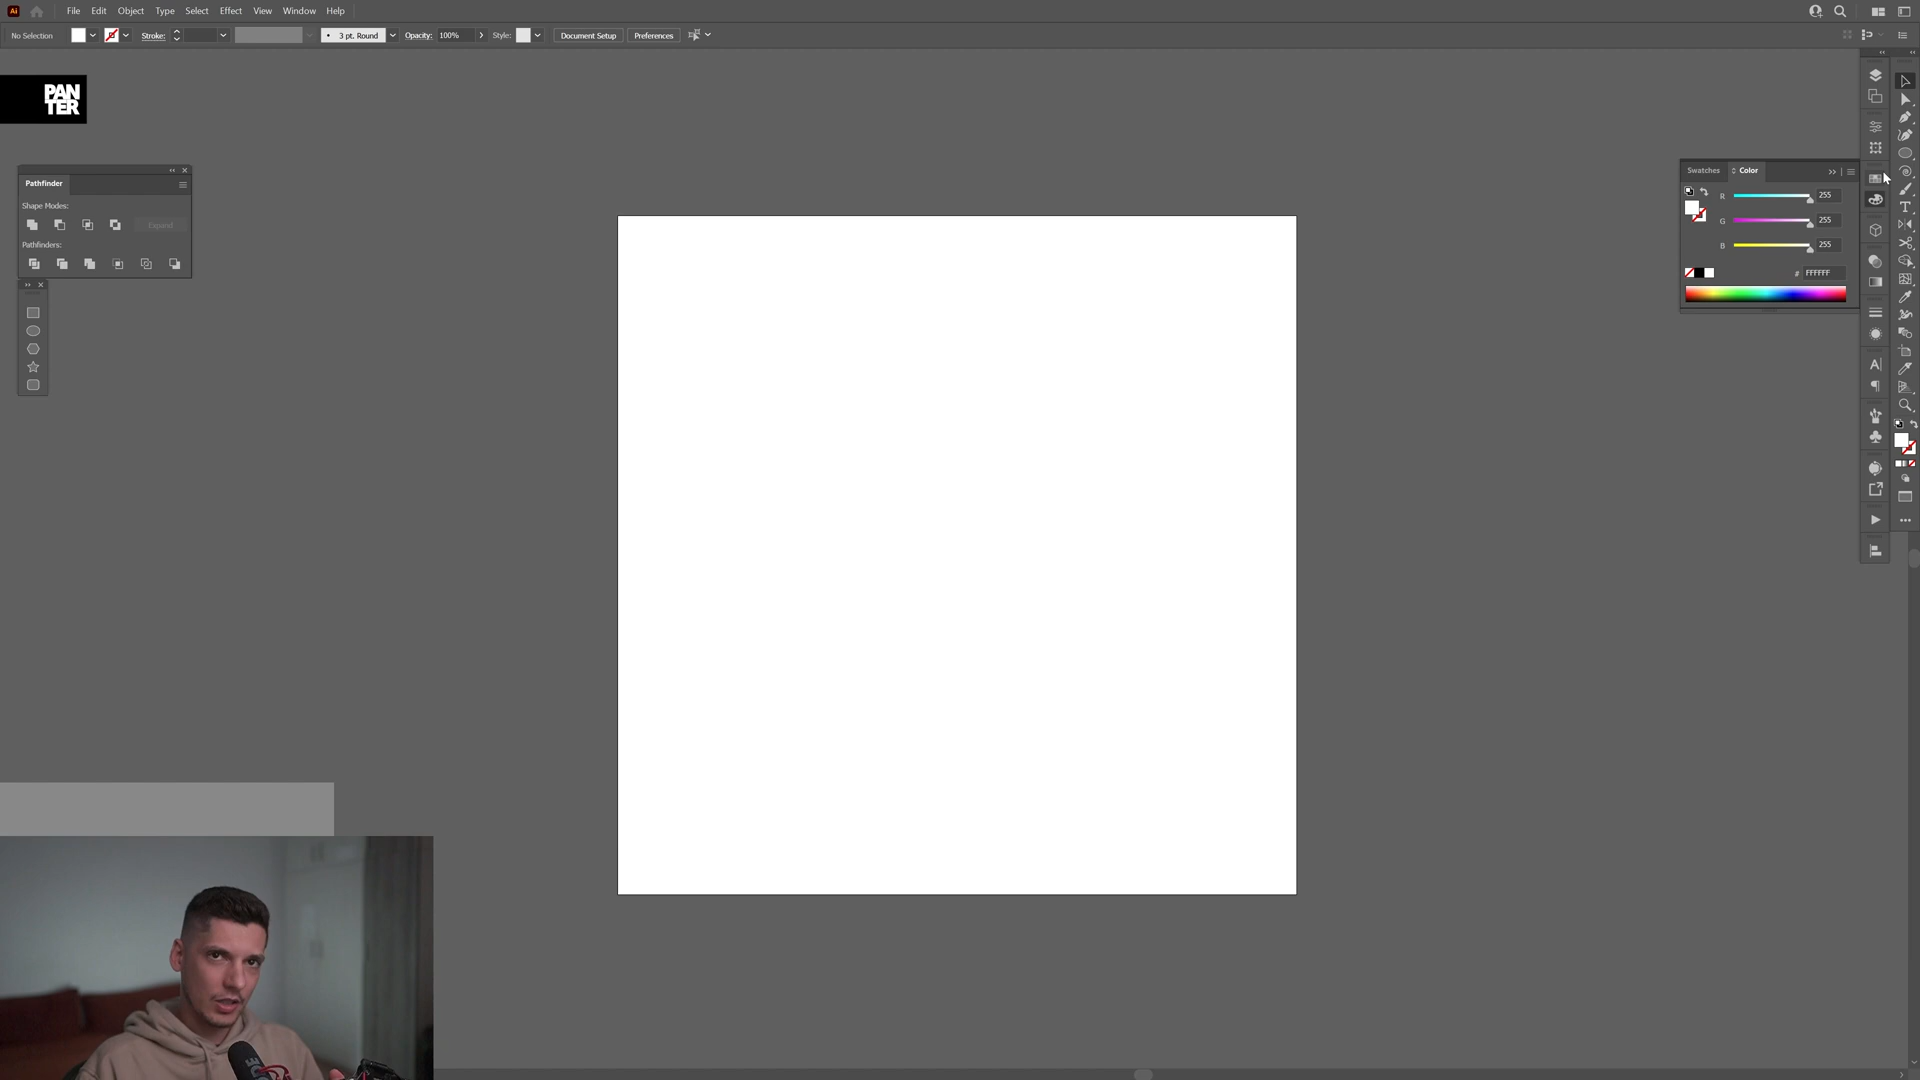 Ai File Edit Object Type Select Effect View Window Help
No Selection Stroke: 3 pt. Round Opacity: 100% Style: Document Setup Preferences
PAN
TER
Pathfinder
Shape Modes:
Expand
Pathfinders:
Swatches Color
R 255
G 255
B 255
# FFFFFF